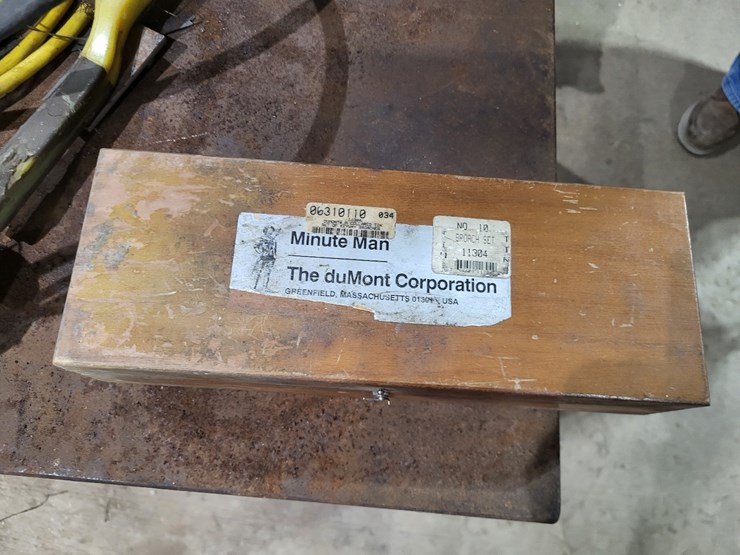 06310110 034
NO. 10
BROACH SET
11304
Minute Man
The duMont Corporation
GREENFIELD, MASSACHUSETTS 01301 USA